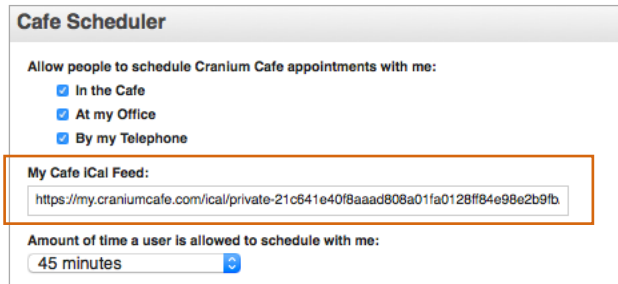 Cafe Scheduler
Allow people to schedule Cranium Cafe appointments with me:
In the Cafe
At my Office
By my Telephone
My Cafe iCal Feed:
https://my.craniumcafe.com/ical/private-21c641e40f8aaad808a01fa0128ff84e98e2b9fb.
Amount of time a user is allowed to schedule with me:
45 minutes